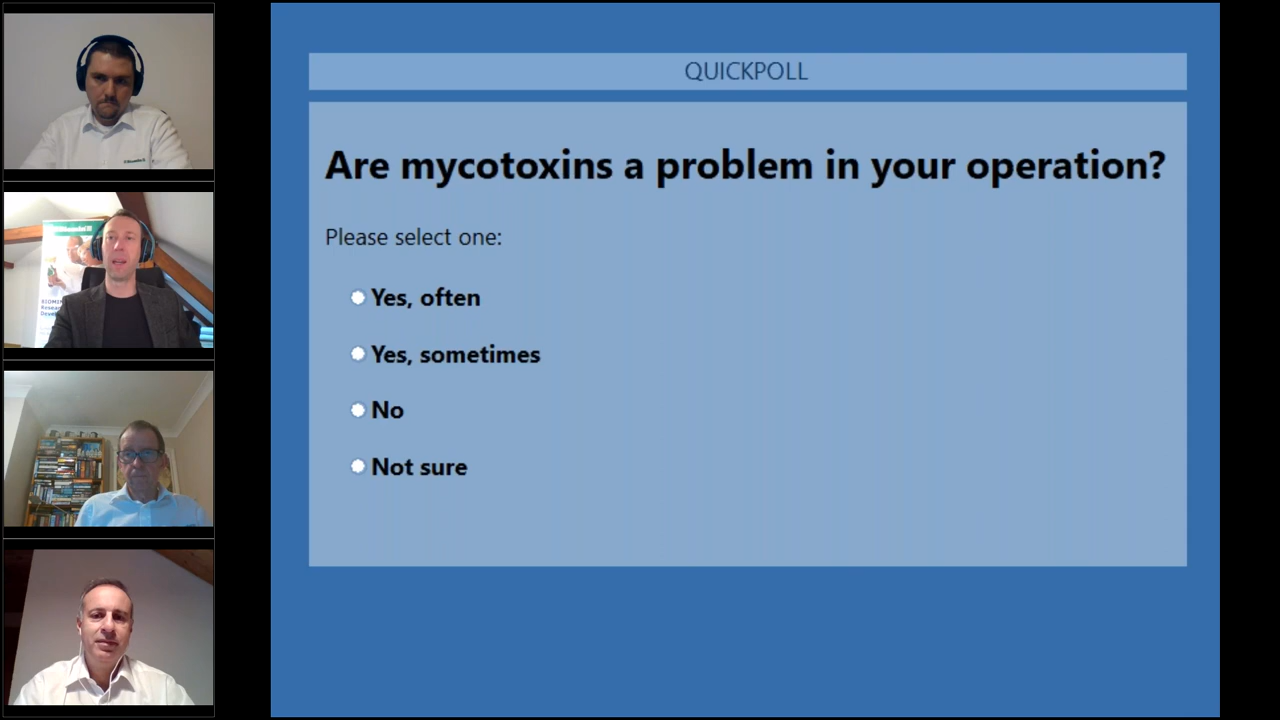 QUICKPOLL
Are mycotoxins a problem in your operation?
Please select one:
Yes, often
Yes, sometimes
No
Not sure